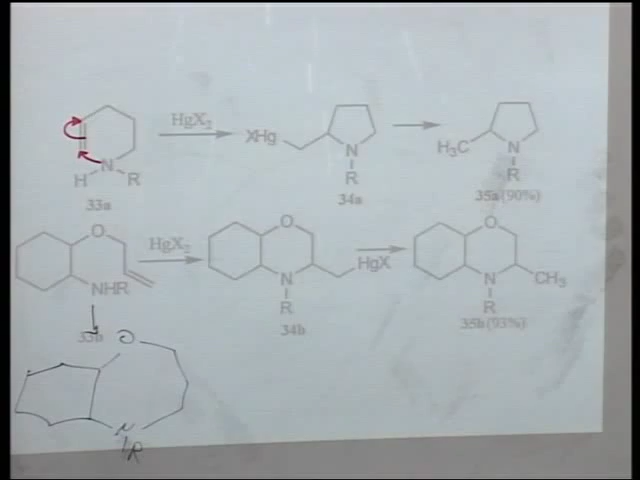 HgX₂
XHg
N
R
H₃C
N
R
H
N
R
33a
34a
35a (90%)
O
HgX₂
O
O
NHR
N
HgX
N
CH₃
R
R
33b
34b
35b (93%)
O
N
R